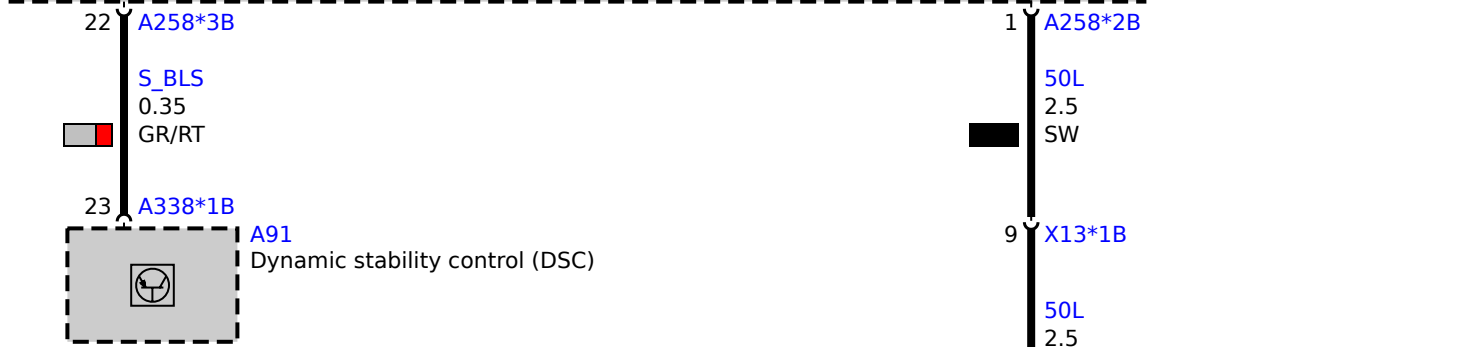 22 A258*3B
1 A258*2B
S_BLS
50L
0.35
2.5
GR/RT
SW
23 A338*1B
A91
9 X13*1B
Dynamic stability control (DSC)
50L
2.5